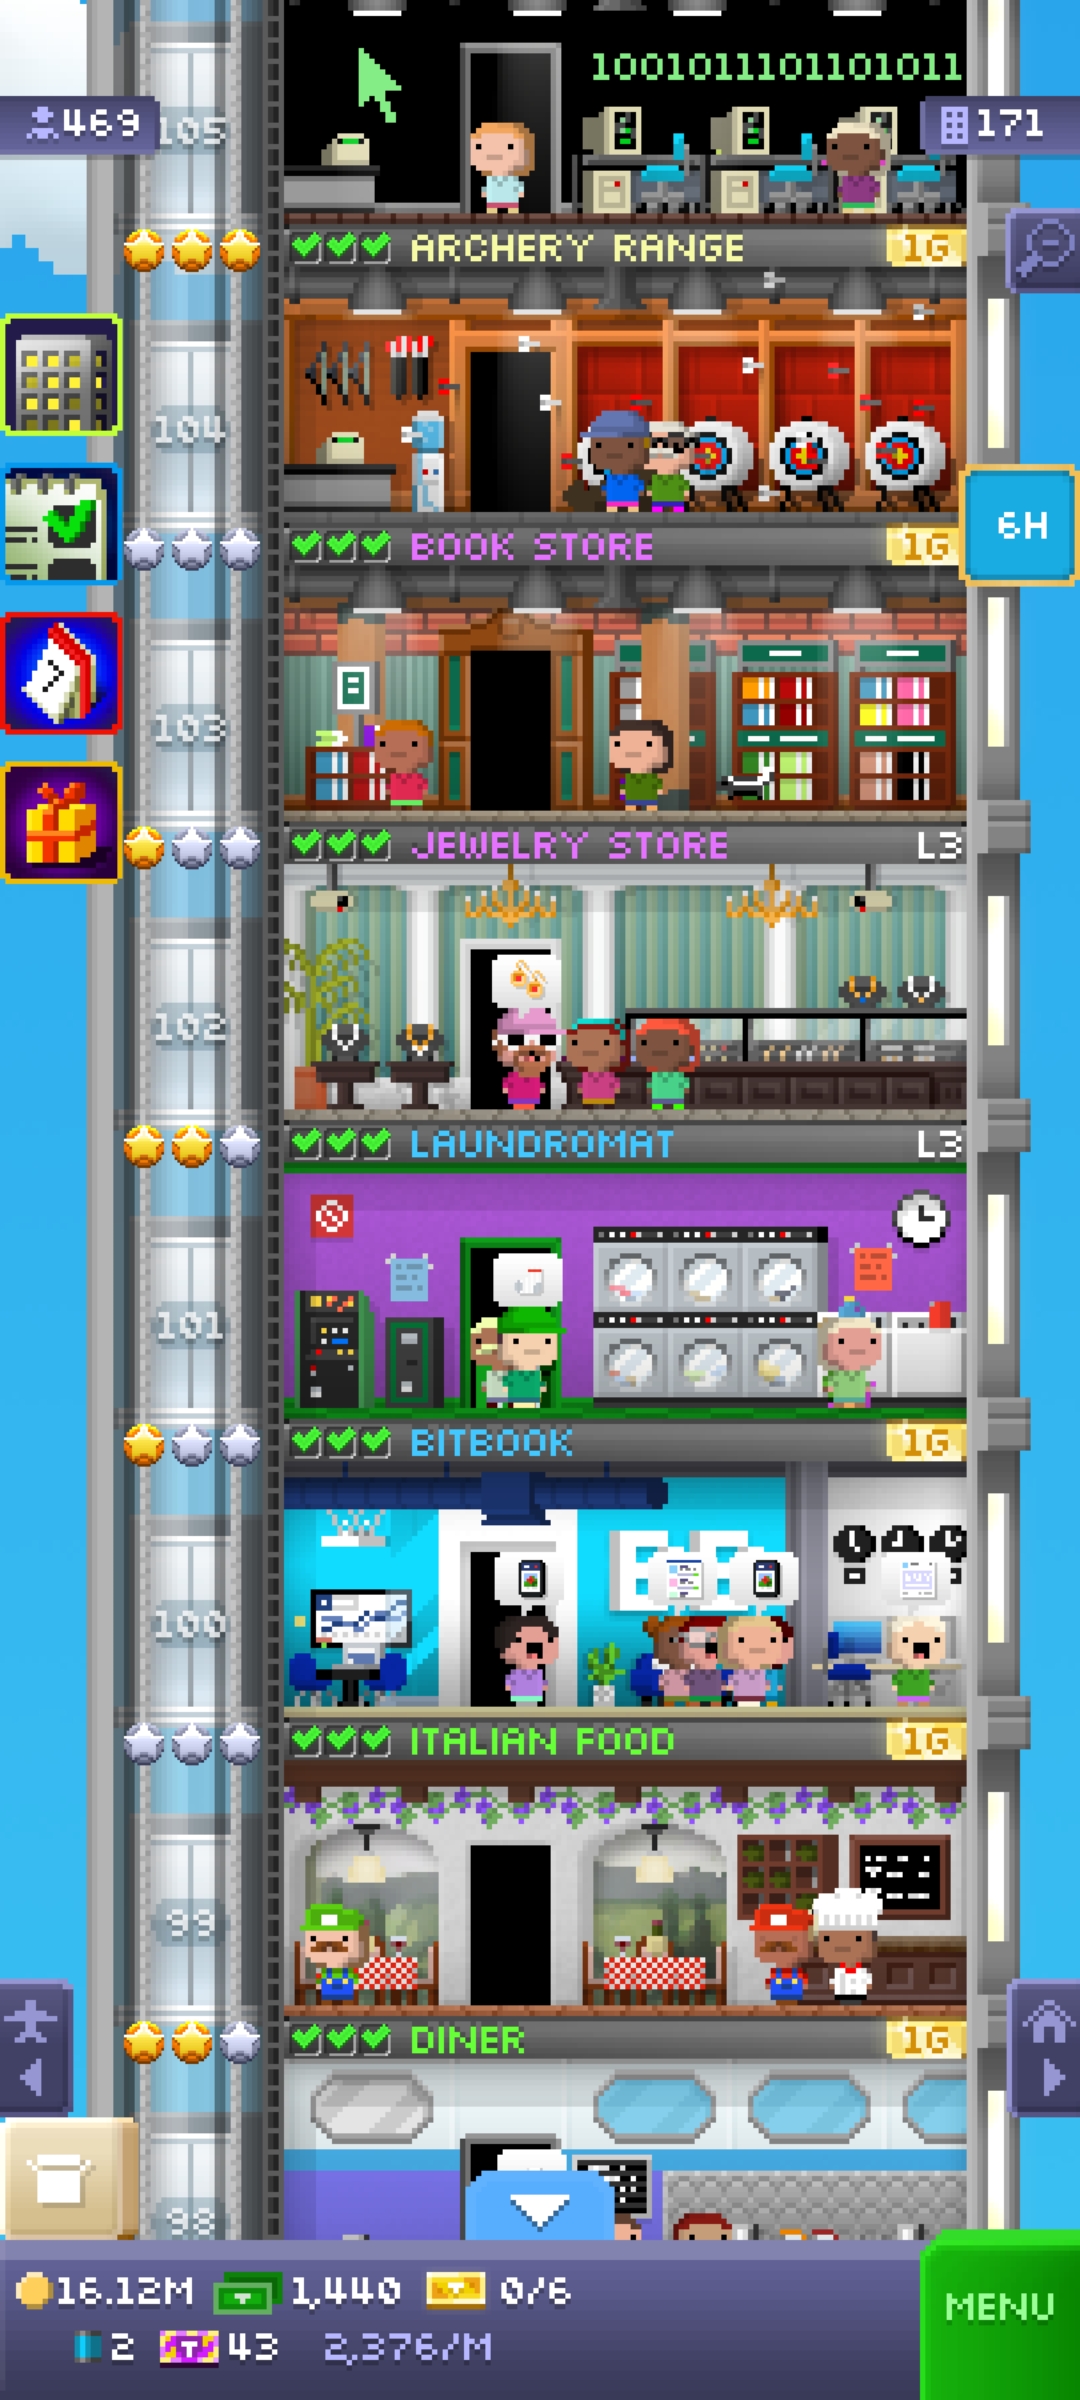 1001011101101011
469
105
171
ARCHERY RANGE
1G
104
BOOK STORE
1G
6H
103
JEWELRY STORE
L3
102
LAUNDROMAT
L3
101
BITBOOK
1G
100
ITALIAN FOOD
1G
99
DINER
1G
98
16.12M
1,440
0/6
MENU
2
43
2,376/M